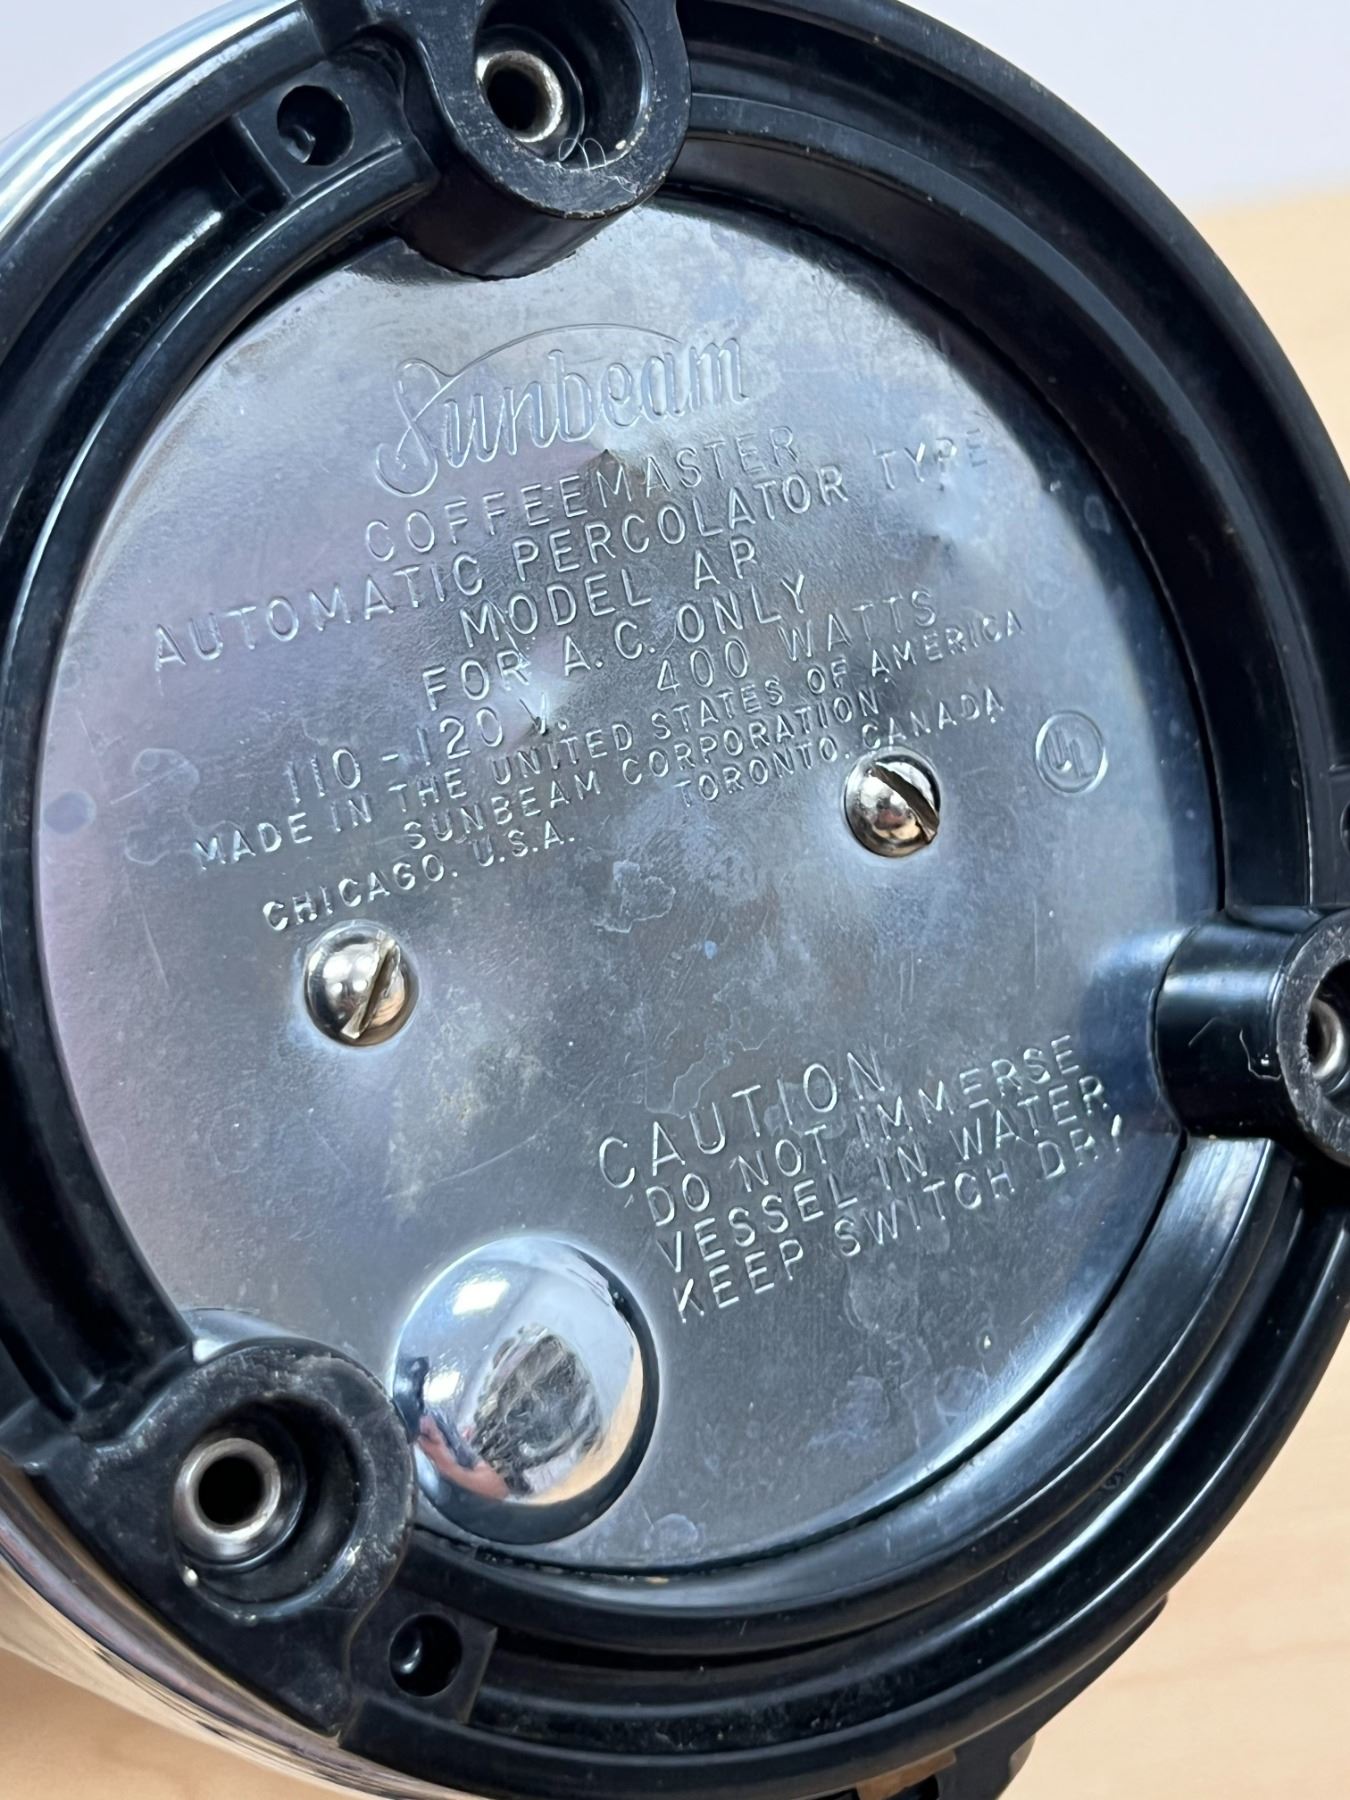 Sunbeam
COFFEEMASTER
AUTOMATIC PERCOLATOR TYPE
MODEL AP
FOR A.C. ONLY
110-120 V. 400 WATTS
MADE IN THE UNITED STATES OF AMERICA
SUNBEAM CORPORATION
CHICAGO, U.S.A. TORONTO, CANADA
UL
CAUTION
DO NOT IMMERSE
VESSEL IN WATER
KEEP SWITCH DRY